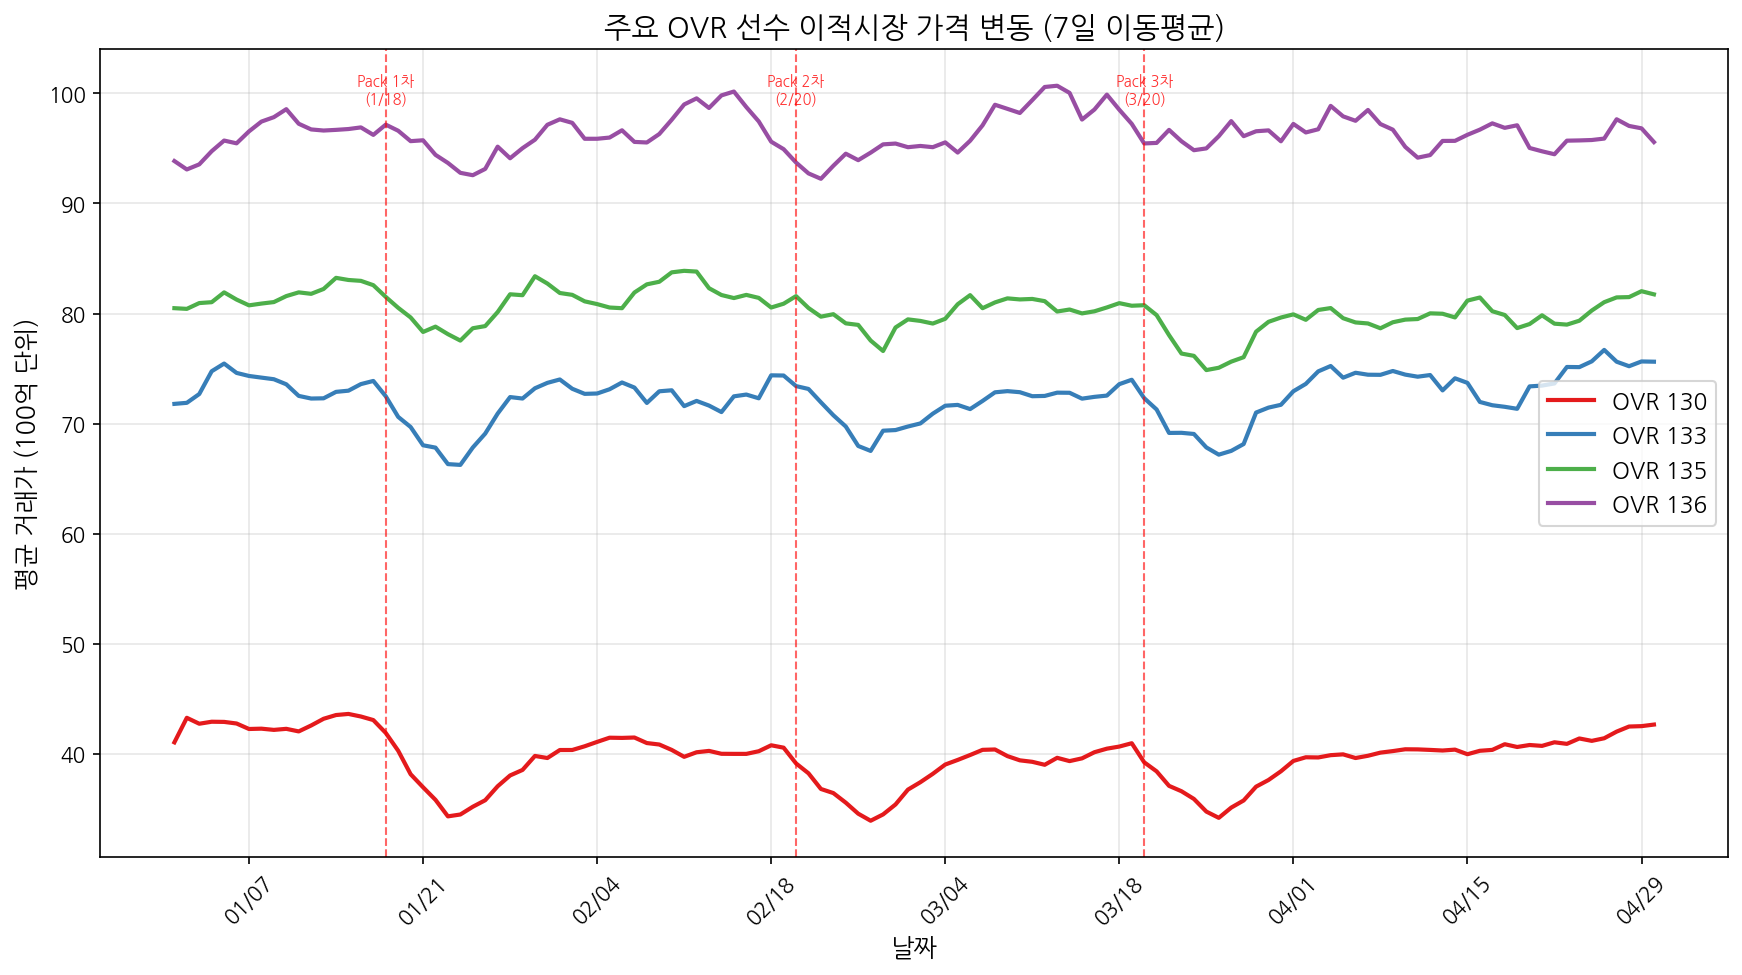 주요 OVR 선수 이적시장 가격 변동 (7일 이동평균)
Pack 1차
(1/18)
Pack 2차
(2/20)
Pack 3차
(3/20)
평균 거래가 (100억 단위)
100
90
80
70
60
50
40
OVR 130
OVR 133
OVR 135
OVR 136
01/07
01/21
02/04
02/18
03/04
03/18
04/01
04/15
04/29
날짜